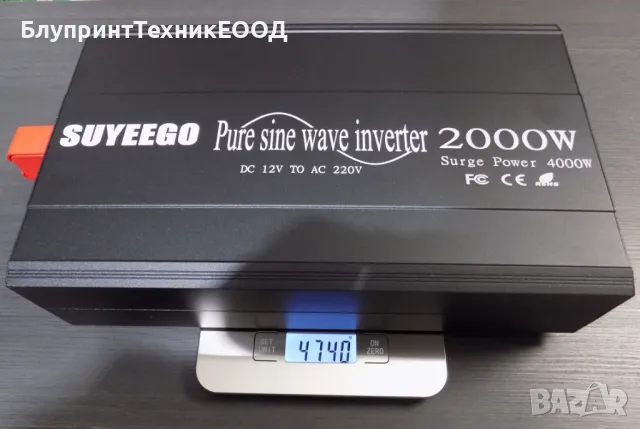 БлупринтТехникЕООД
SUYEEGO Pure sine wave inverter 2000W
DC 12V TO AC 220V
Surge Power 4000W
FC CE RoHS
SET UNIT
4740
ON ZERO
BAZAR